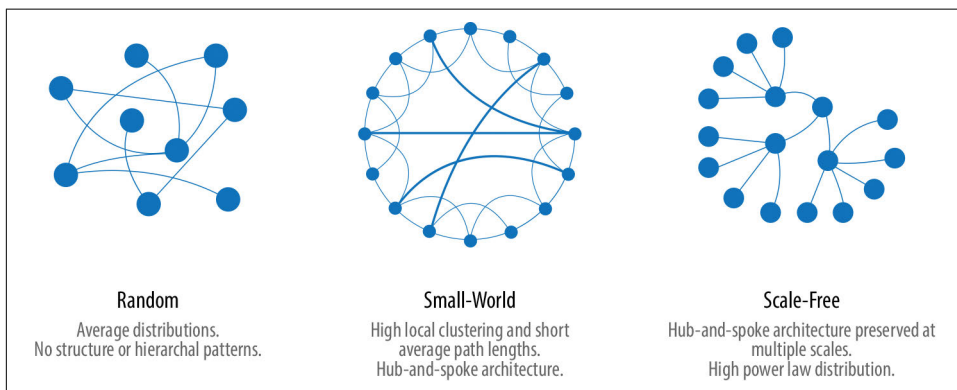 Random
Average distributions.
No structure or hierarchal patterns.
Small-World
High local clustering and short
average path lengths.
Hub-and-spoke architecture.
Scale-Free
Hub-and-spoke architecture preserved at
multiple scales.
High power law distribution.